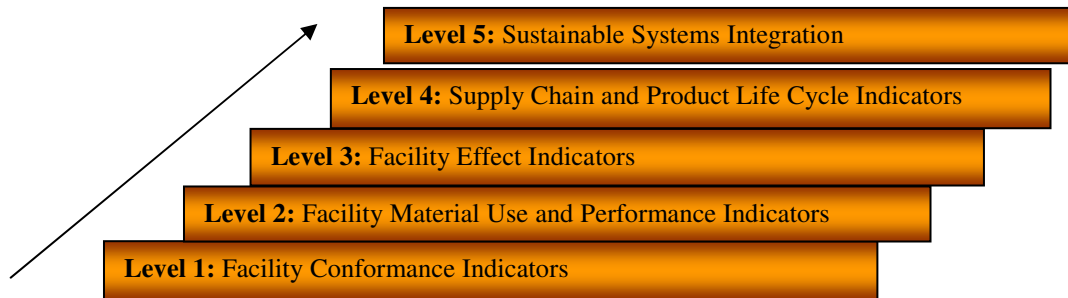 Level 5: Sustainable Systems Integration
Level 4: Supply Chain and Product Life Cycle Indicators
Level 3: Facility Effect Indicators
Level 2: Facility Material Use and Performance Indicators
Level 1: Facility Conformance Indicators